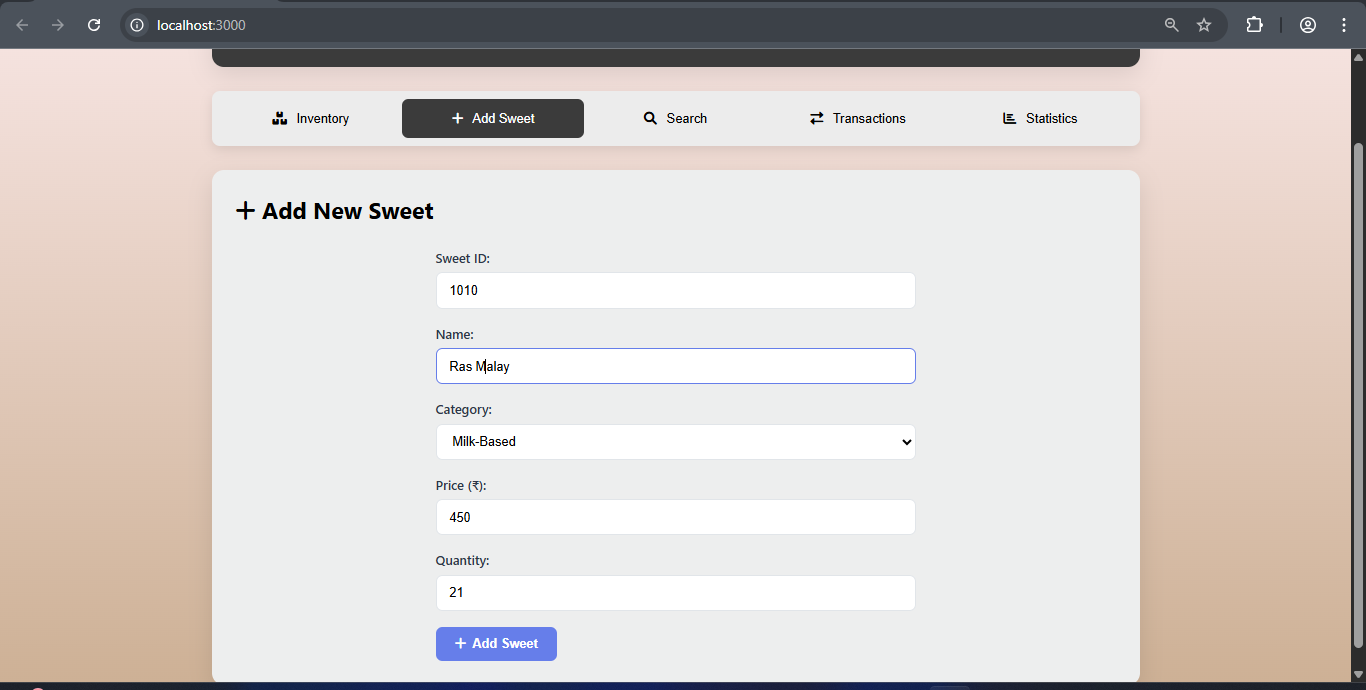 localhost:3000
Inventory
Add Sweet
Search
Transactions
Statistics
Add New Sweet
Sweet ID:
1010
Name:
Ras Malay
Category:
Milk-Based
Price (₹):
450
Quantity:
21
Add Sweet